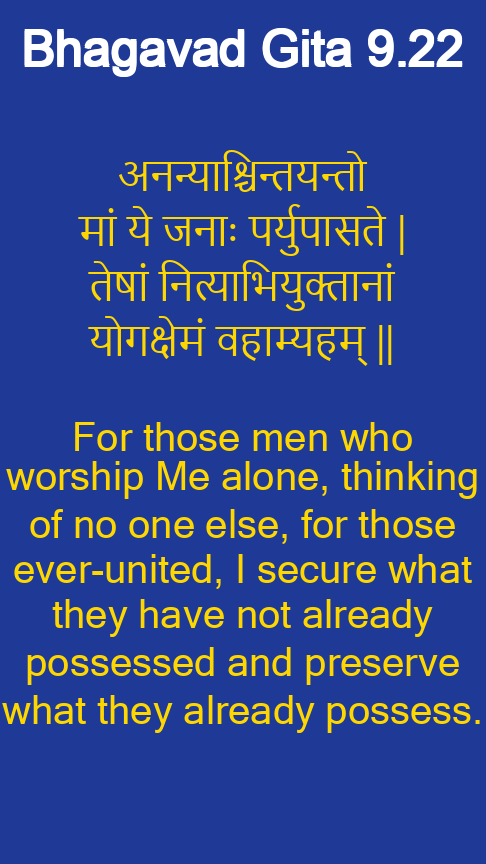 Bhagavad Gita 9.22
अनन्याश्चिन्तयन्तो
मां ये जनाः पर्युपासते |
तेषां नित्याभियुक्तानां
योगक्षेमं वहाम्यहम् ||
For those men who
worship Me alone, thinking
of no one else, for those
ever-united, I secure what
they have not already
possessed and preserve
what they already possess.